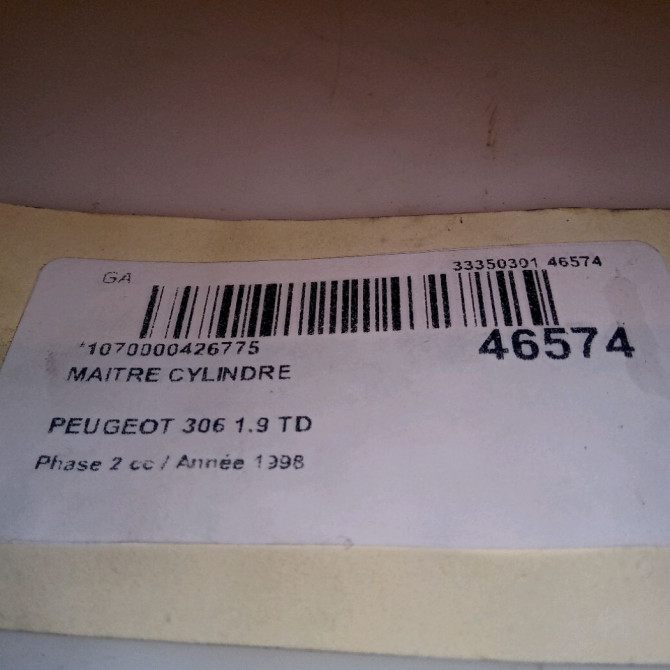 GA
33350301 46574
*1070000426775
46574
MAITRE CYLINDRE
PEUGEOT 306 1.9 TD
Phase 2 cc / Année 1998